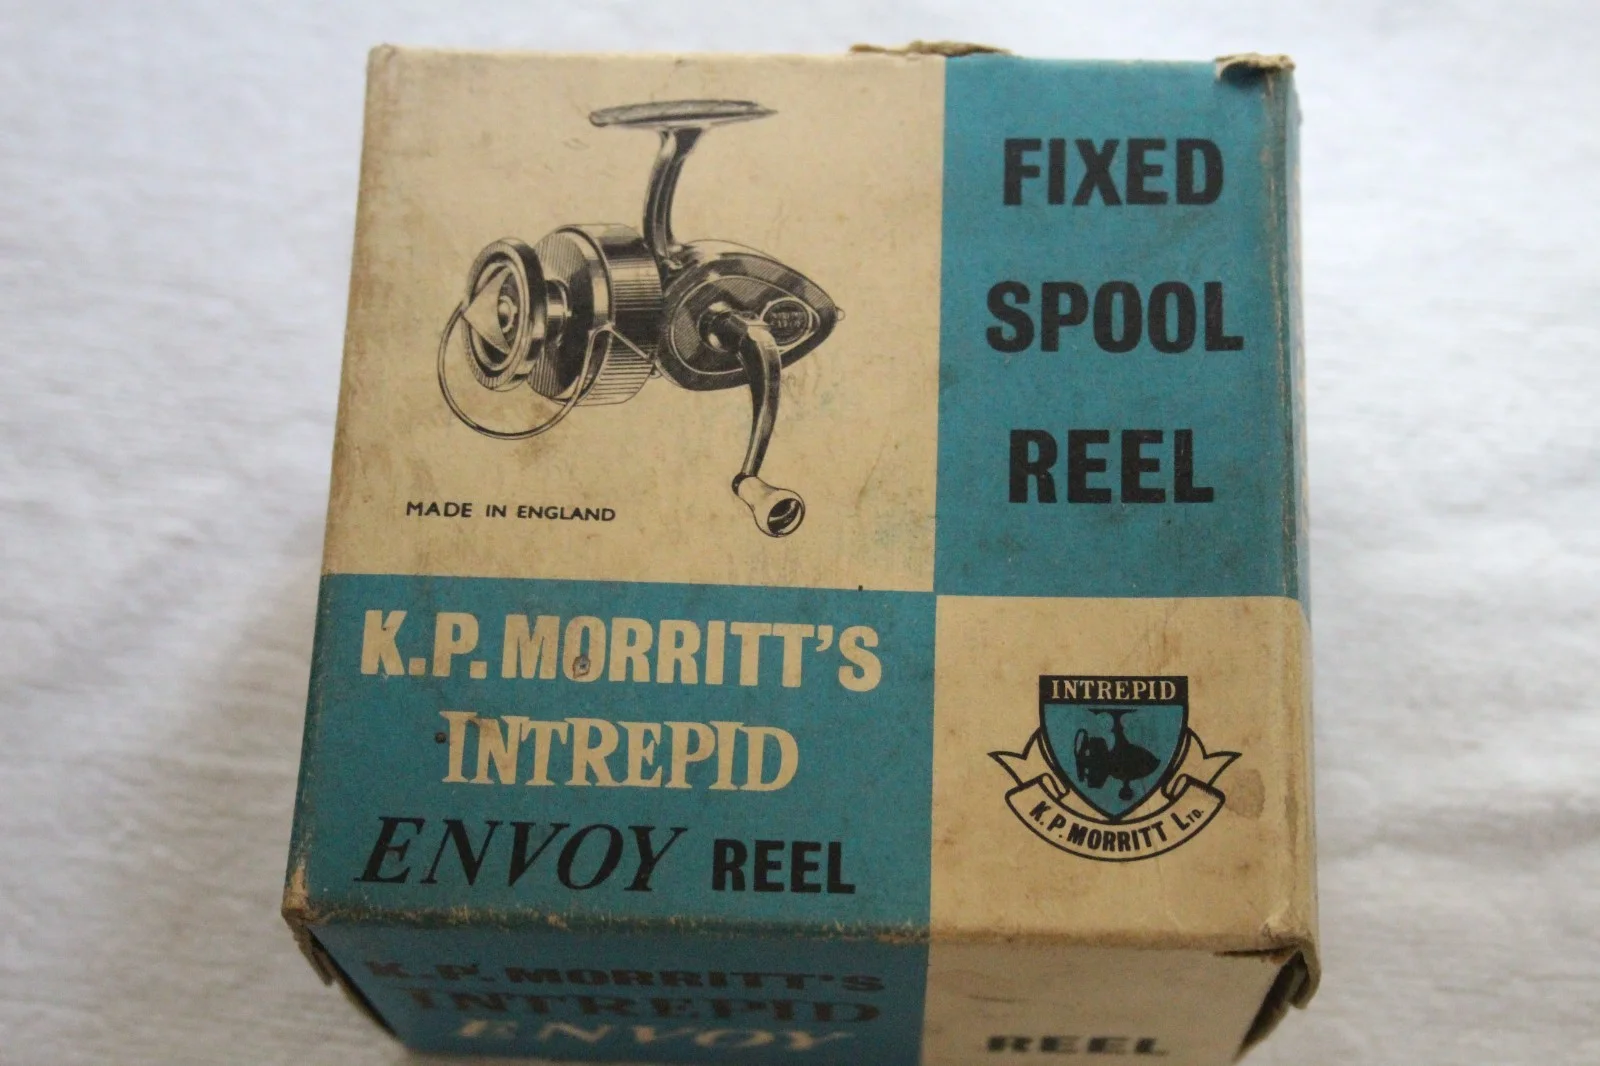 FIXED
SPOOL
REEL
MADE IN ENGLAND
K.P. MORRITT'S
INTREPID
ENVOY REEL
INTREPID
K.P. MORRITT LTD.
K.P. MORRITT'S
INTREPID
ENVOY
REEL